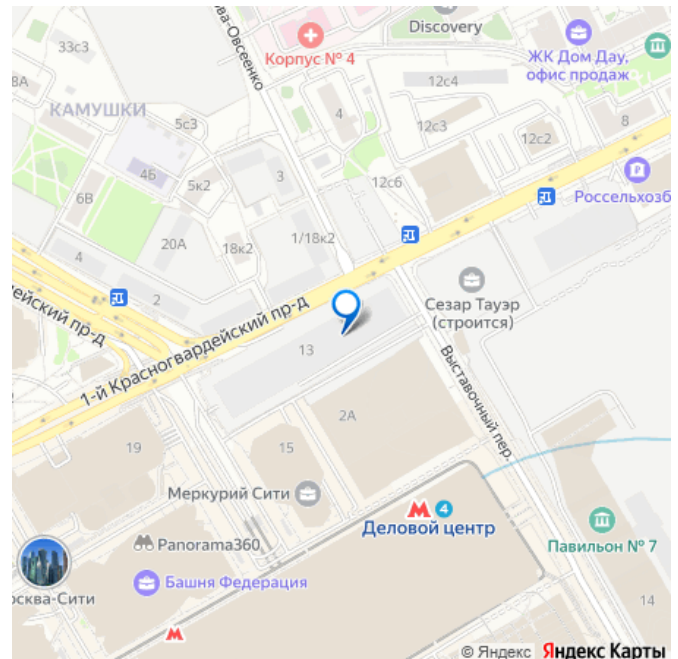 33с3
8А
ова-Овсеенко
Discovery
Корпус № 4
ЖК Дом Дау,
офис продаж
12с4
КАМУШКИ
5с3
4
12с3
12с2
8
4Б
5к2
3
12с6
Россельхозб
6В
20А
18к2
1/18к2
4
2
ейский пр-д
1-й Красногвардейский пр-д
Сезар Тауэр
(строится)
13
Выставочный пер.
2А
19
15
Меркурий Сити
4
Деловой центр
Panorama360
Павильон № 7
Башня Федерация
осква-Сити
14
© Яндекс Яндекс Карты